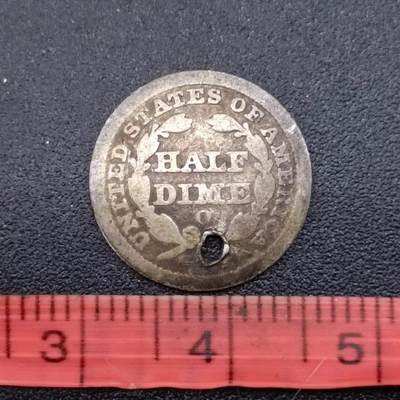 UNITED STATES OF AMERICA
HALF
DIME
O
3 4 5